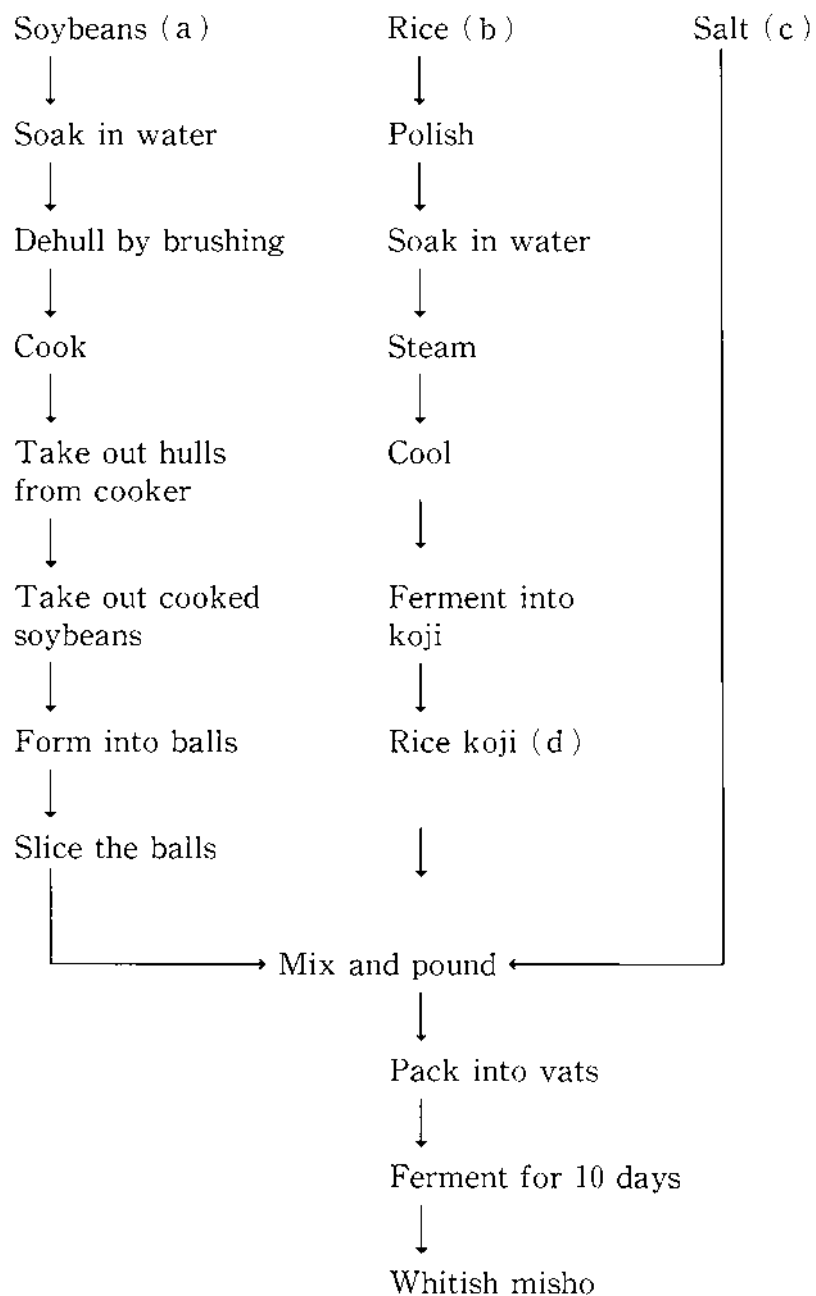 Soybeans (a)
Rice (b)
Salt (c)
Soak in water
Polish
Dehull by brushing
Soak in water
Cook
Steam
Take out hulls
from cooker
Cool
Take out cooked
soybeans
Ferment into
koji
Form into balls
Rice koji (d)
Slice the balls
Mix and pound
Pack into vats
Ferment for 10 days
Whitish misho